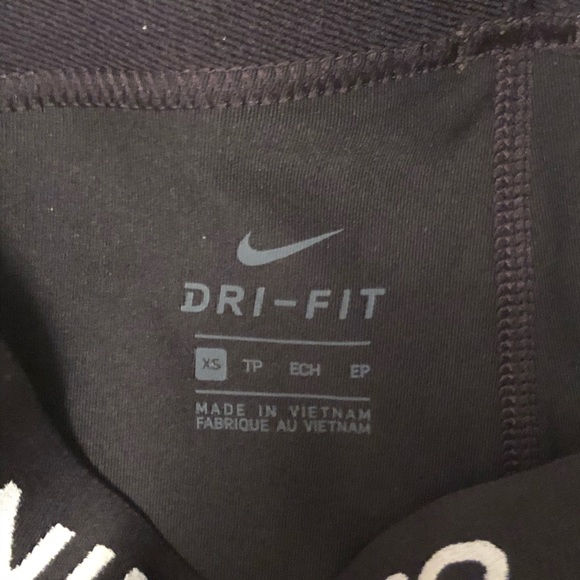 DRI-FIT
XS TP ECH EP
MADE IN VIETNAM
FABRIQUE AU VIETNAM